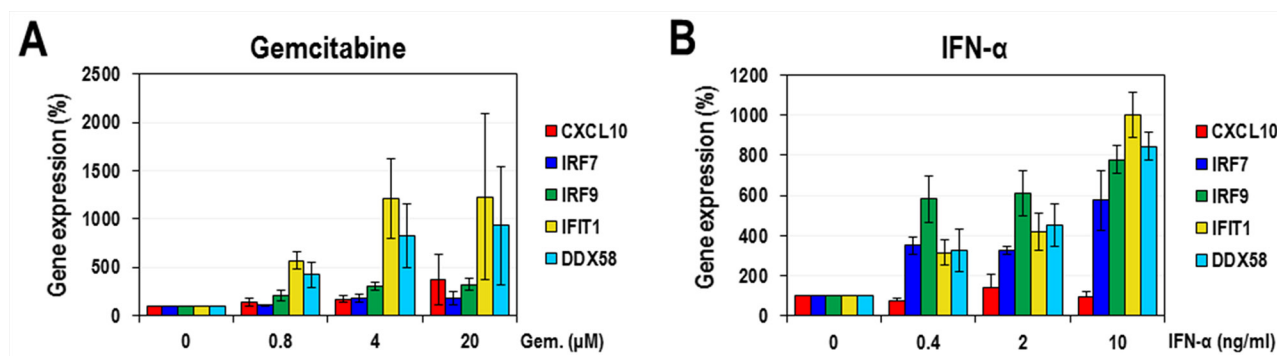 A
Gemcitabine
Gene expression (%)
2500
2000
1500
1000
500
0
0 0.8 4 20 Gem. (µM)
CXCL10
IRF7
IRF9
IFIT1
DDX58
B
IFN-α
Gene expression (%)
1200
1000
800
600
400
200
0
0 0.4 2 10 IFN-α (ng/ml)
CXCL10
IRF7
IRF9
IFIT1
DDX58